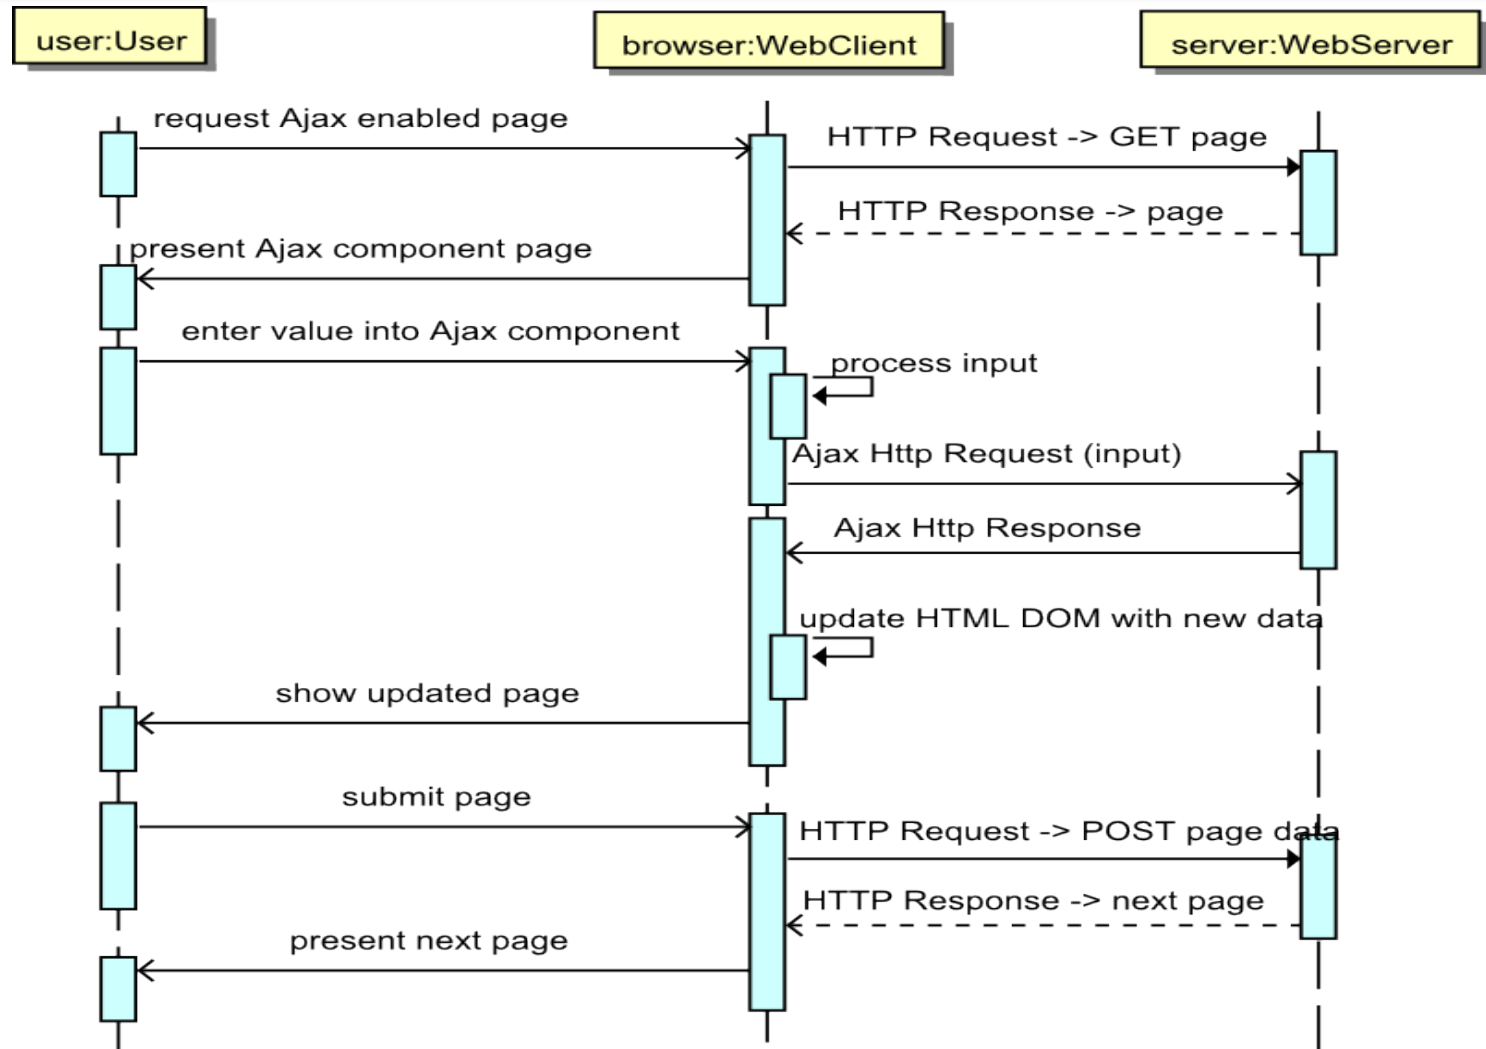 user:User
browser:WebClient
server:WebServer
request Ajax enabled page
HTTP Request -> GET page
HTTP Response -> page
present Ajax component page
enter value into Ajax component
process input
Ajax Http Request (input)
Ajax Http Response
update HTML DOM with new data
show updated page
submit page
HTTP Request -> POST page data
HTTP Response -> next page
present next page